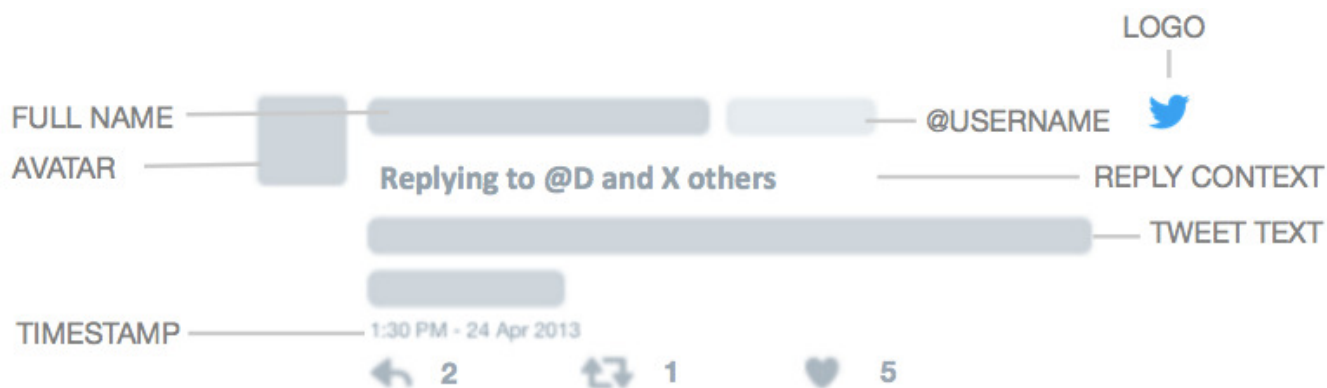 LOGO
FULL NAME
@USERNAME
AVATAR
Replying to @D and X others
REPLY CONTEXT
TWEET TEXT
TIMESTAMP
1:30 PM - 24 Apr 2013
2 1 5